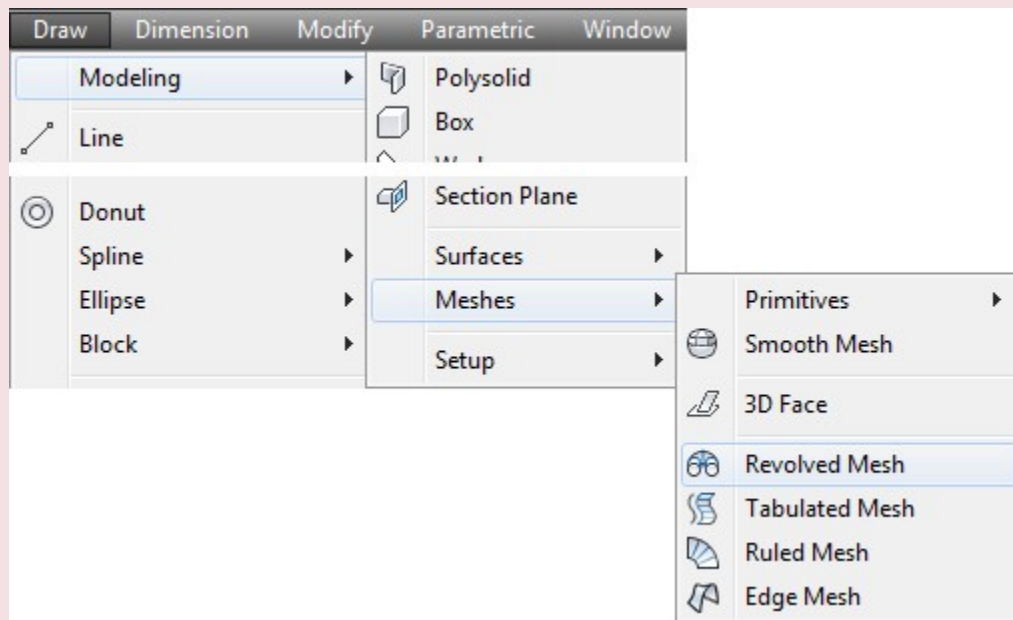 Draw Dimension Modify Parametric Window
Modeling
Line
Donut
Spline
Ellipse
Block
Polysolid
Box
Section Plane
Surfaces
Meshes
Setup
Primitives
Smooth Mesh
3D Face
Revolved Mesh
Tabulated Mesh
Ruled Mesh
Edge Mesh